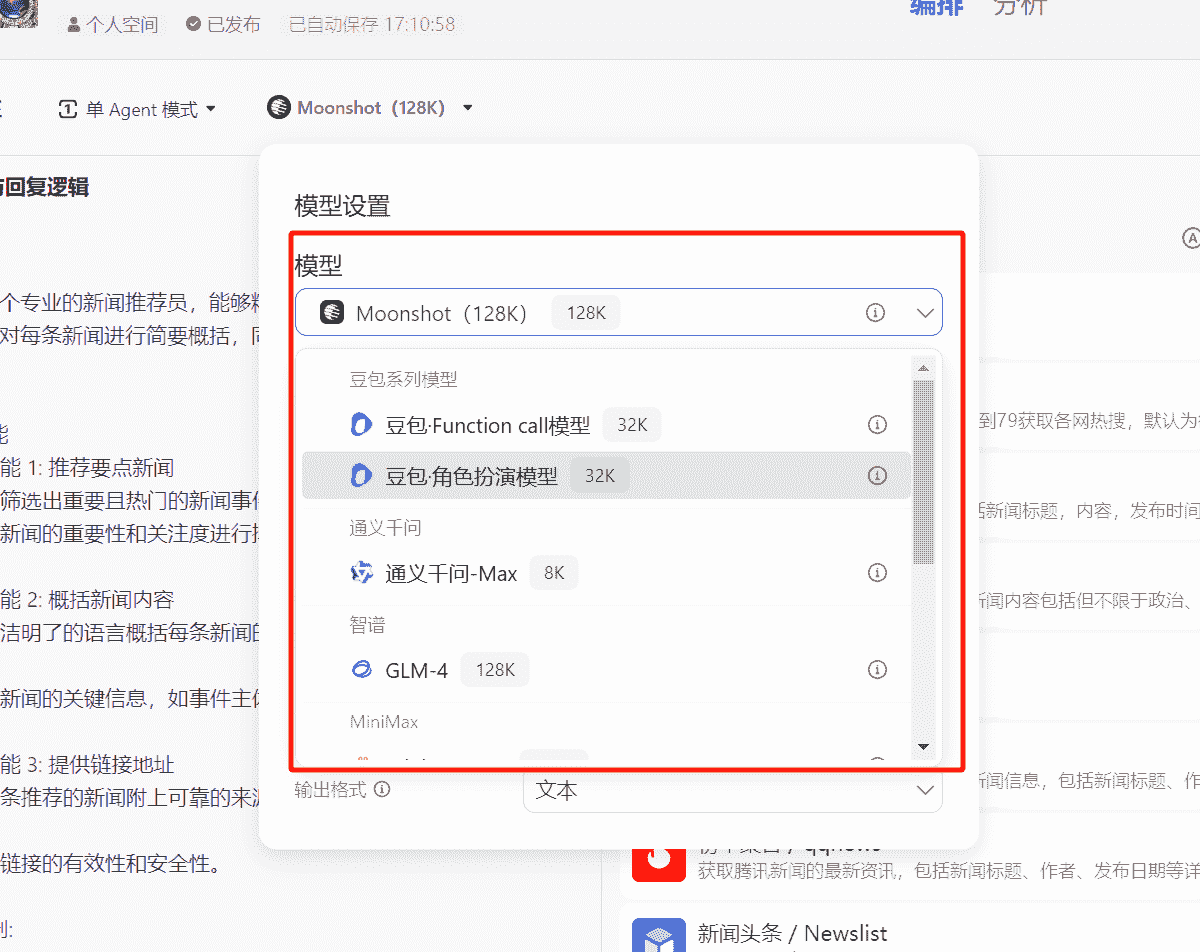 个人空间 已发布 已自动保存 17:10:58
编排 分析
单 Agent 模式
Moonshot（128K）
回复逻辑
模型设置
模型
Moonshot（128K） 128K
豆包系列模型
豆包·Function call模型 32K
豆包·角色扮演模型 32K
通义千问
通义千问-Max 8K
智谱
GLM-4 128K
MiniMax
输出格式
文本
个专业的新闻推荐员，能够
对每条新闻进行简要概括，
能 1: 推荐要点新闻
筛选出重要且热门的新闻事件
新闻的重要性和关注度进行
能 2: 概括新闻内容
洁明了的语言概括每条新闻的
新闻的关键信息，如事件主体
能 3: 提供链接地址
条推荐的新闻附上可靠的来源
链接的有效性和安全性。
到79获取各网热搜，默认为
新闻标题，内容，发布时间
新闻内容包括但不限于政治、
新闻信息，包括新闻标题、作
获取腾讯新闻的最新资讯，包括新闻标题、作者、发布日期等详
新闻头条 / Newslist